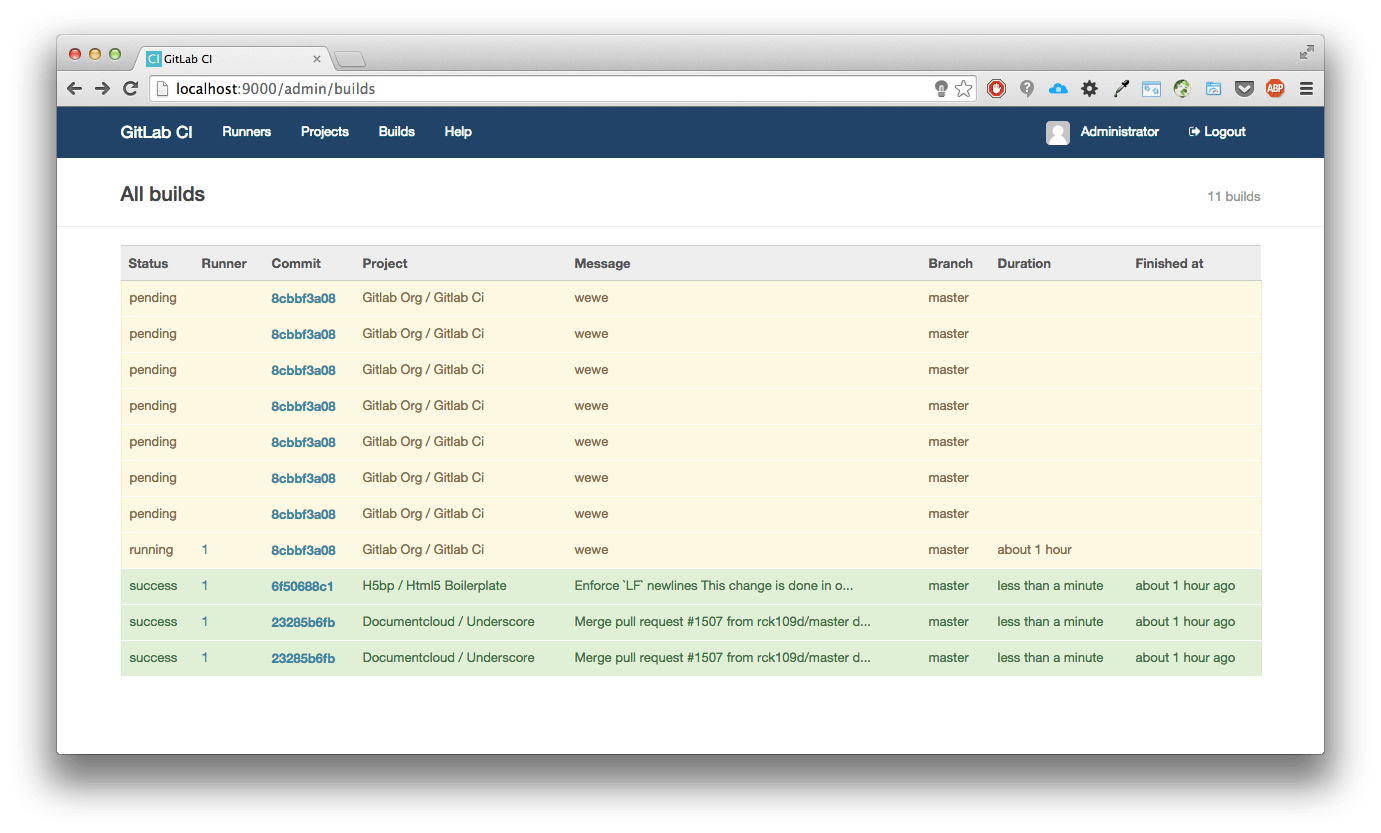 CI GitLab CI
localhost:9000/admin/builds ABP
GitLab CI Runners Projects Builds Help Administrator Logout
All builds 11 builds
Status Runner Commit Project Message Branch Duration Finished at
pending 8cbbf3a08 Gitlab Org / Gitlab Ci wewe master
pending 8cbbf3a08 Gitlab Org / Gitlab Ci wewe master
pending 8cbbf3a08 Gitlab Org / Gitlab Ci wewe master
pending 8cbbf3a08 Gitlab Org / Gitlab Ci wewe master
pending 8cbbf3a08 Gitlab Org / Gitlab Ci wewe master
pending 8cbbf3a08 Gitlab Org / Gitlab Ci wewe master
pending 8cbbf3a08 Gitlab Org / Gitlab Ci wewe master
running 1 8cbbf3a08 Gitlab Org / Gitlab Ci wewe master about 1 hour
success 1 6f50688c1 H5bp / Html5 Boilerplate Enforce `LF` newlines This change is done in o... master less than a minute about 1 hour ago
success 1 23285b6fb Documentcloud / Underscore Merge pull request #1507 from rck109d/master d... master less than a minute about 1 hour ago
success 1 23285b6fb Documentcloud / Underscore Merge pull request #1507 from rck109d/master d... master less than a minute about 1 hour ago